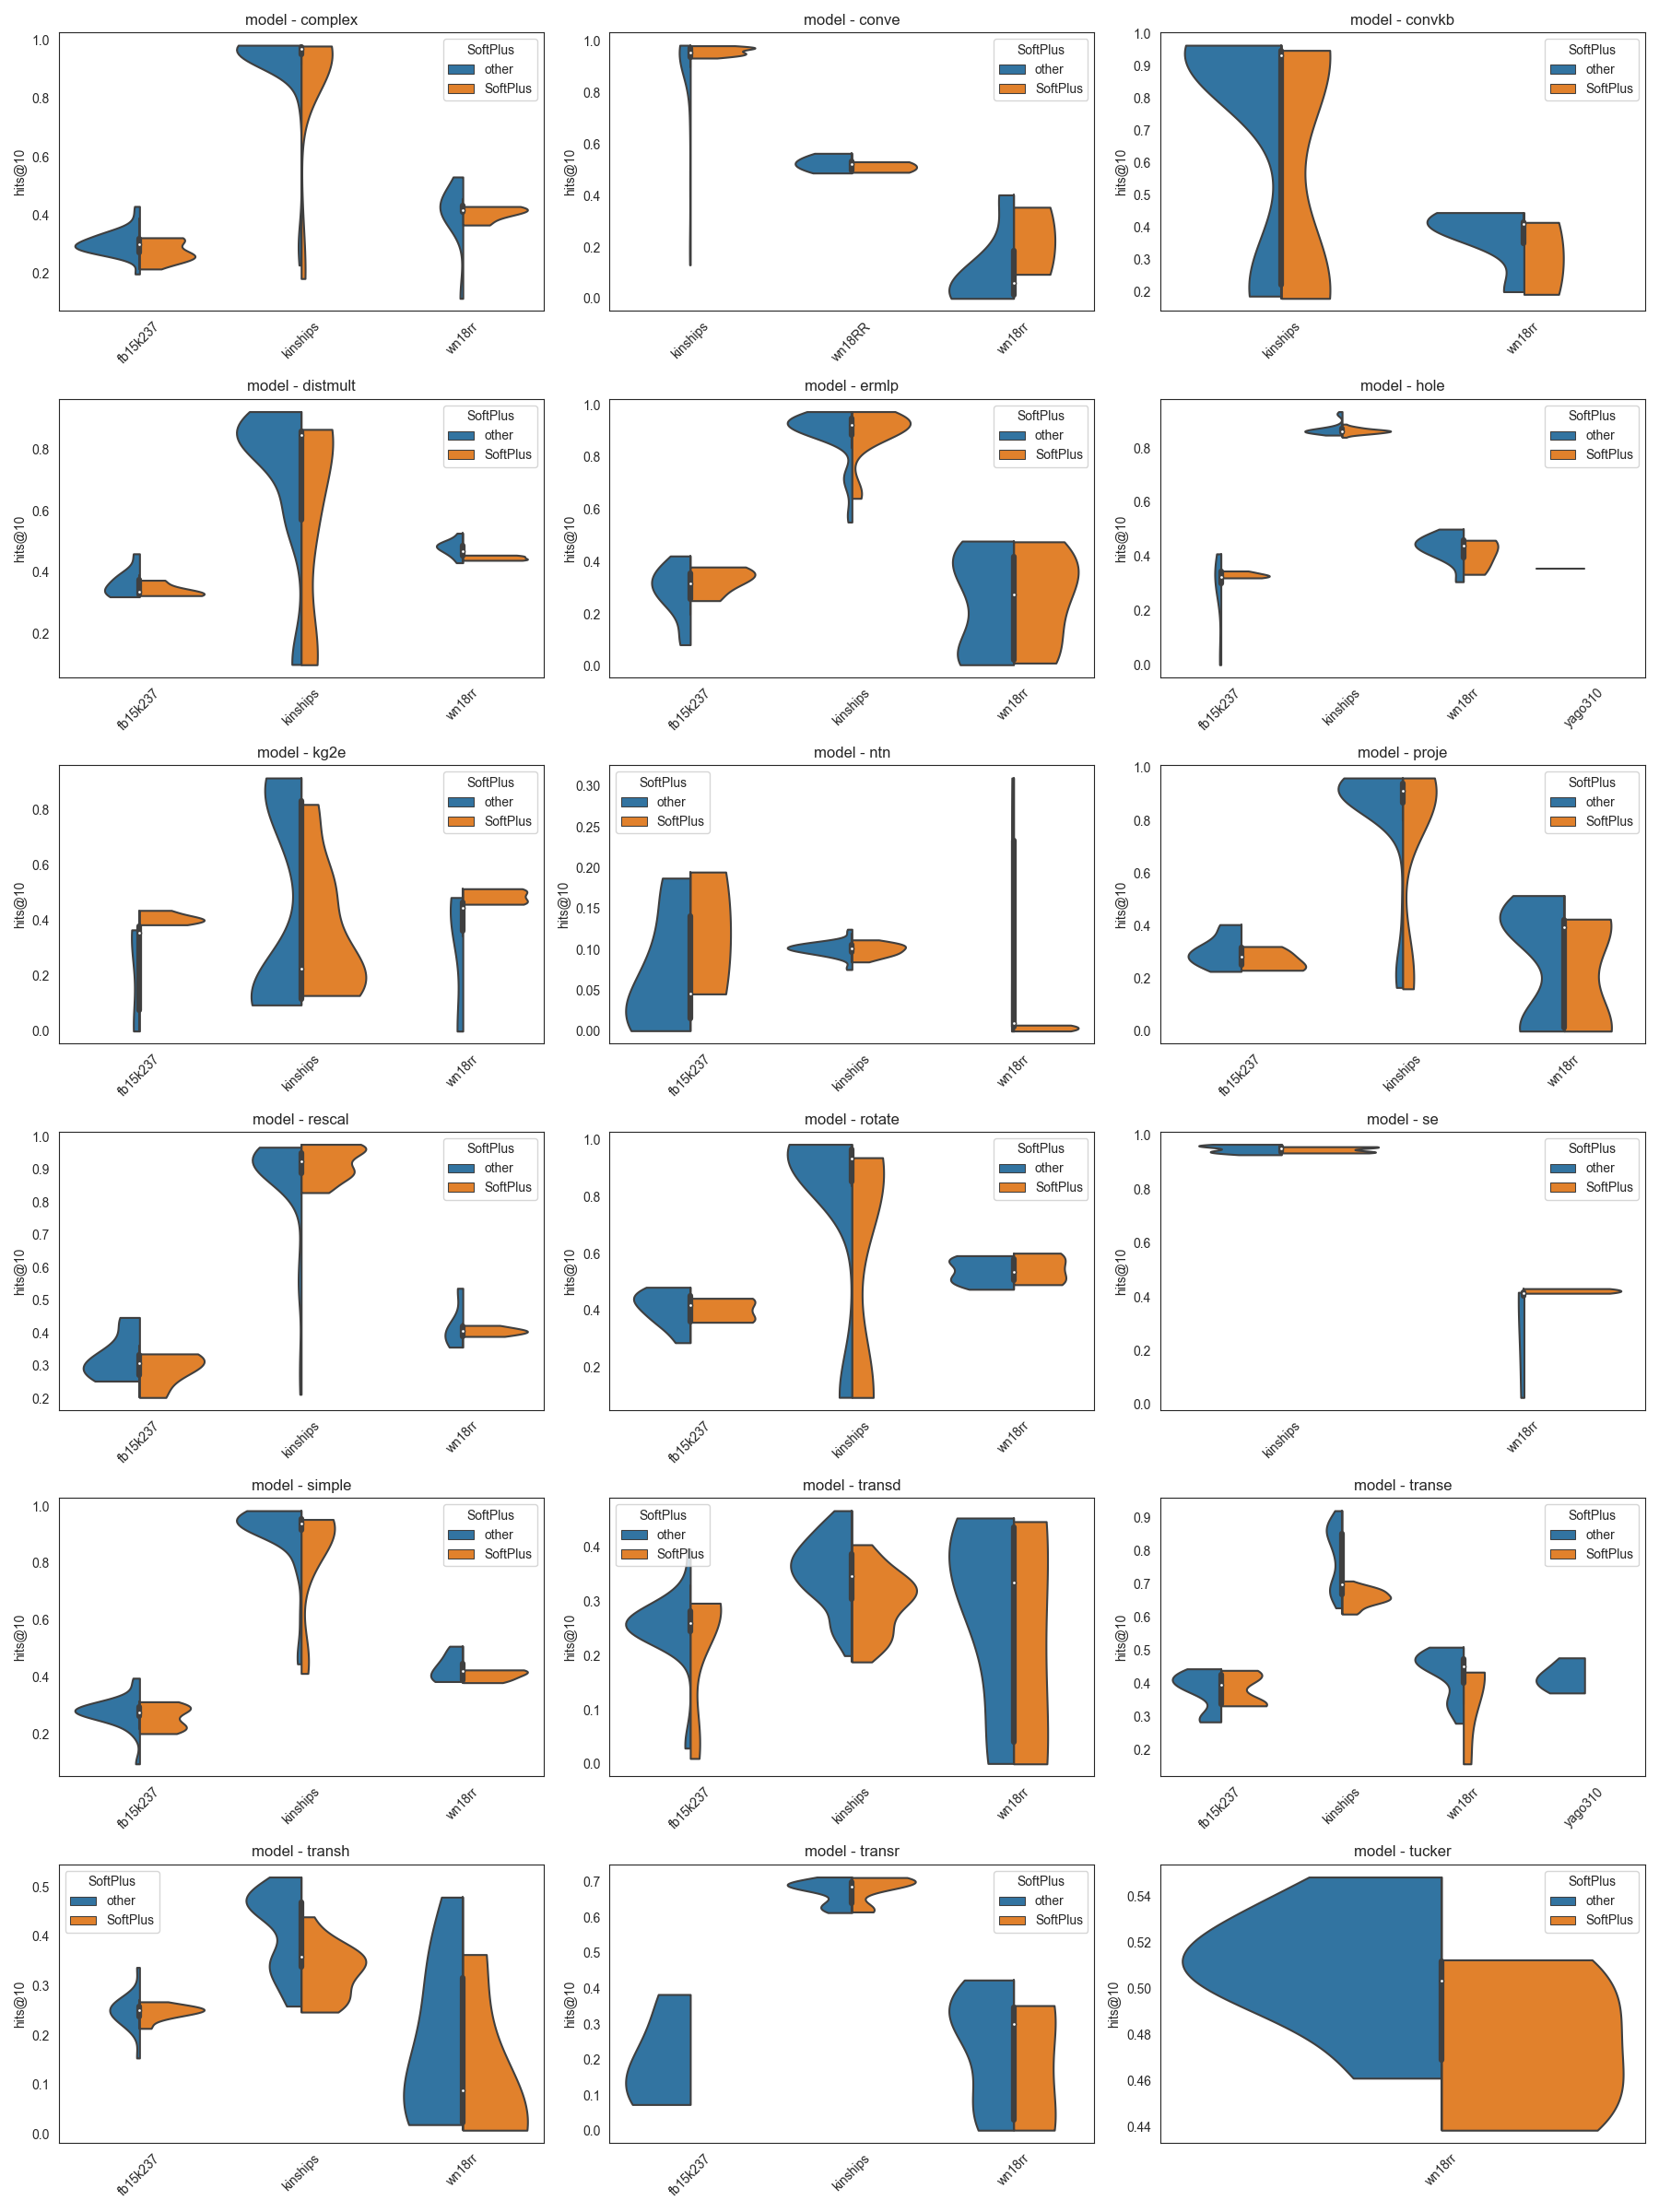 model - complex
SoftPlus
other
SoftPlus
hits@10
1.0
0.8
0.6
0.4
0.2
fb15k237
kinships
wn18rr
model - conve
SoftPlus
other
SoftPlus
hits@10
1.0
0.8
0.6
0.4
0.2
0.0
kinships
wn18RR
wn18rr
model - convkb
SoftPlus
other
SoftPlus
hits@10
1.0
0.9
0.8
0.7
0.6
0.5
0.4
0.3
0.2
kinships
wn18rr
model - distmult
SoftPlus
other
SoftPlus
hits@10
0.8
0.6
0.4
0.2
fb15k237
kinships
wn18rr
model - ermlp
SoftPlus
other
SoftPlus
hits@10
1.0
0.8
0.6
0.4
0.2
0.0
fb15k237
kinships
wn18rr
model - hole
SoftPlus
other
SoftPlus
hits@10
0.8
0.6
0.4
0.2
0.0
fb15k237
kinships
wn18rr
yago310
model - kg2e
SoftPlus
other
SoftPlus
hits@10
0.8
0.6
0.4
0.2
0.0
fb15k237
kinships
wn18rr
model - ntn
SoftPlus
other
SoftPlus
hits@10
0.30
0.25
0.20
0.15
0.10
0.05
0.00
fb15k237
kinships
wn18rr
model - proje
SoftPlus
other
SoftPlus
hits@10
1.0
0.8
0.6
0.4
0.2
0.0
fb15k237
kinships
wn18rr
model - rescal
SoftPlus
other
SoftPlus
hits@10
1.0
0.9
0.8
0.7
0.6
0.5
0.4
0.3
0.2
fb15k237
kinships
wn18rr
model - rotate
SoftPlus
other
SoftPlus
hits@10
1.0
0.8
0.6
0.4
0.2
fb15k237
kinships
wn18rr
model - se
SoftPlus
other
SoftPlus
hits@10
1.0
0.8
0.6
0.4
0.2
0.0
kinships
wn18rr
model - simple
SoftPlus
other
SoftPlus
hits@10
1.0
0.8
0.6
0.4
0.2
fb15k237
kinships
wn18rr
model - transd
SoftPlus
other
SoftPlus
hits@10
0.4
0.3
0.2
0.1
0.0
fb15k237
kinships
wn18rr
model - transe
SoftPlus
other
SoftPlus
hits@10
0.9
0.8
0.7
0.6
0.5
0.4
0.3
0.2
fb15k237
kinships
wn18rr
yago310
model - transh
SoftPlus
other
SoftPlus
hits@10
0.5
0.4
0.3
0.2
0.1
0.0
fb15k237
kinships
wn18rr
model - transr
SoftPlus
other
SoftPlus
hits@10
0.7
0.6
0.5
0.4
0.3
0.2
0.1
0.0
fb15k237
kinships
wn18rr
model - tucker
SoftPlus
other
SoftPlus
hits@10
0.54
0.52
0.50
0.48
0.46
0.44
wn18rr